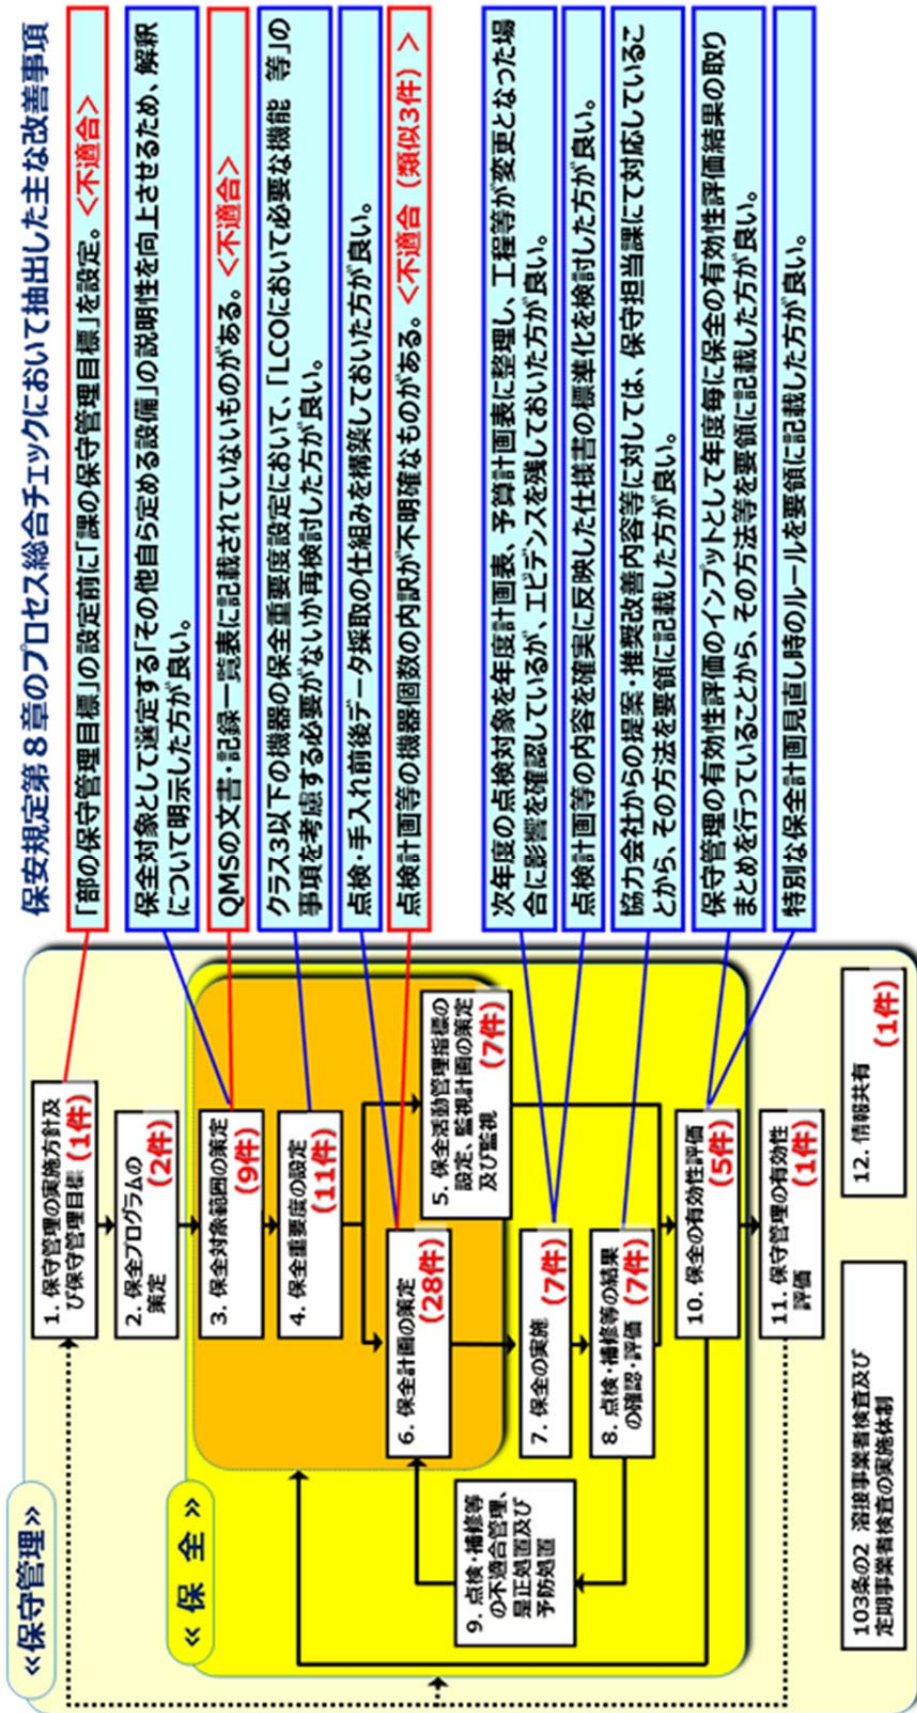 保安規定第8章のプロセス総合チェックにおいて抽出した主な改善事項
≪保守管理≫
≪ 保 全 ≫
1. 保守管理の実施方針及
び保守管理目標 (1件)
2. 保全プログラムの
策定 (2件)
3. 保全対象範囲の策定
(9件)
4. 保全重要度の設定
(11件)
5. 保全活動管理指標の
設定、監視計画の策定
及び監視 (7件)
6. 保全計画の策定
(28件)
7. 保全の実施
(7件)
8. 点検・補修等の結果
の確認・評価 (7件)
9. 点検・補修等
の不適合管理、
是正処置及び
予防処置
10. 保全の有効性評価
(5件)
11. 保守管理の有効性
評価 (1件)
103条の2 溶接事業者検査及び
定期事業者検査の実施体制
12. 情報共有
(1件)
「部の保守管理目標」の設定前に「課の保守管理目標」を設定。<不適合>
保全対象として選定する「その他自ら定める設備」の説明性を向上させるため、解釈
について明示した方が良い。
QMSの文書・記録一覧表に記載されていないものがある。<不適合>
クラス3以下の機器の保全重要度設定において、「LCOにおいて必要な機能 等」の
事項を考慮する必要がないか再検討した方が良い。
点検・手入れ前後データ採取の仕組みを構築しておいた方が良い。
点検計画等の機器個数の内訳が不明確なものがある。<不適合(類似3件)>
次年度の点検対象を年度計画表、予算計画表に整理し、工程等が変更となった場
合に影響を確認しているが、エビデンスを残しておいた方が良い。
点検計画等の内容を確実に反映した仕様書の標準化を検討した方が良い。
協力会社からの提案・推奨改善内容等に対しては、保守担当課にて対応しているこ
とから、その方法を要領に記載した方が良い。
保守管理の有効性評価のインプットとして年度毎に保全の有効性評価結果の取り
まとめを行っていることから、その方法等を要領に記載した方が良い。
特別な保全計画見直し時のルールを要領に記載した方が良い。